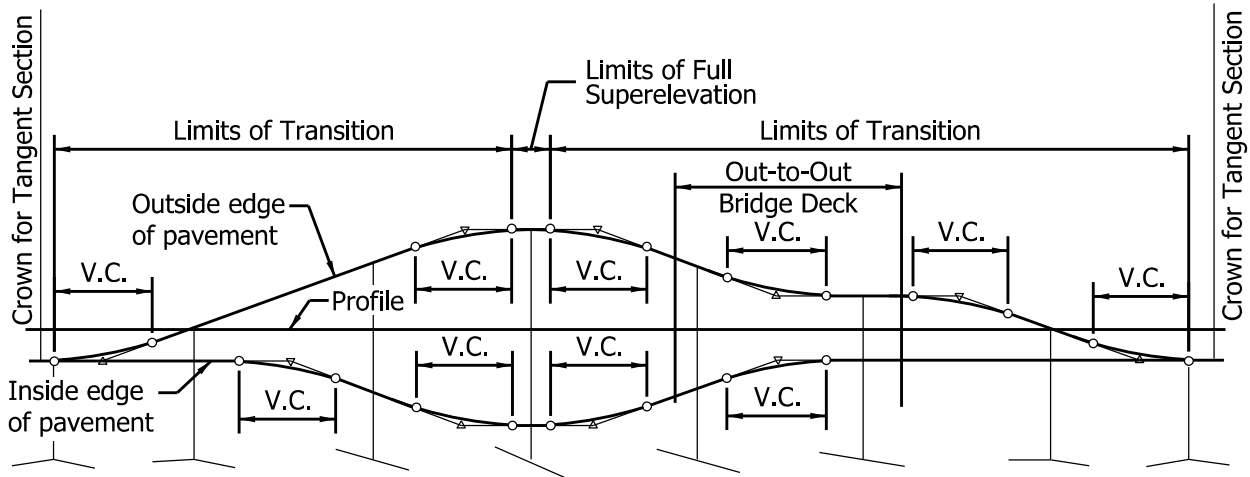 Crown for Tangent Section
Limits of Full
Superelevation
Limits of Transition
Limits of Transition
Crown for Tangent Section
Out-to-Out
Bridge Deck
Outside edge
of pavement
V.C.
V.C.
V.C.
V.C.
V.C.
V.C.
Profile
V.C.
V.C.
Inside edge
of pavement
V.C.
V.C.